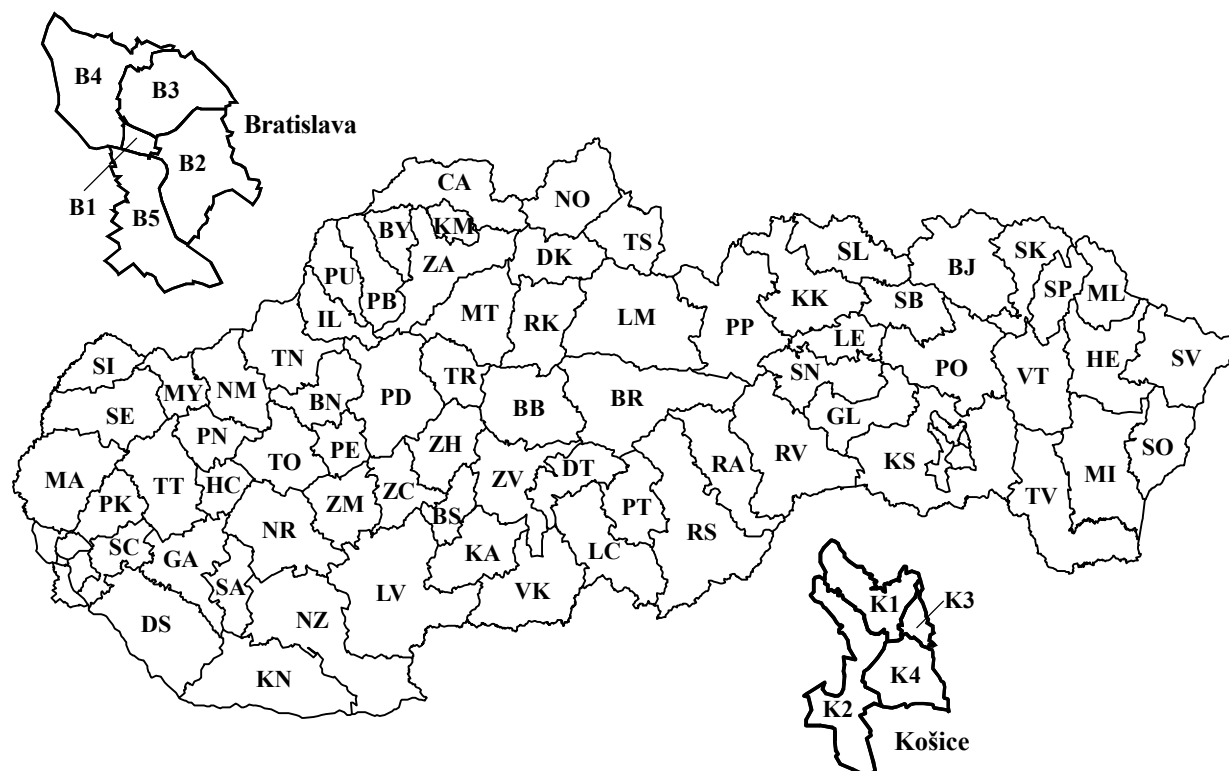 B4
B3
Bratislava
B2
B1
B5
CA
NO
BY
KM
TS
SL
SK
BJ
ZA
DK
PU
SP
ML
PB
KK
SB
IL
MT
RK
LM
PP
LE
SI
TN
HE
SV
PO
VT
MY
NM
TR
SN
BN
PD
BB
BR
SE
GL
PN
PE
ZH
TO
RV
KS
SO
MA
TT
HC
ZC
ZV
DT
RA
MI
PK
ZM
BS
PT
TV
NR
RS
SC
GA
KA
LC
SA
LV
VK
K1
K3
DS
NZ
KN
K4
K2
Košice